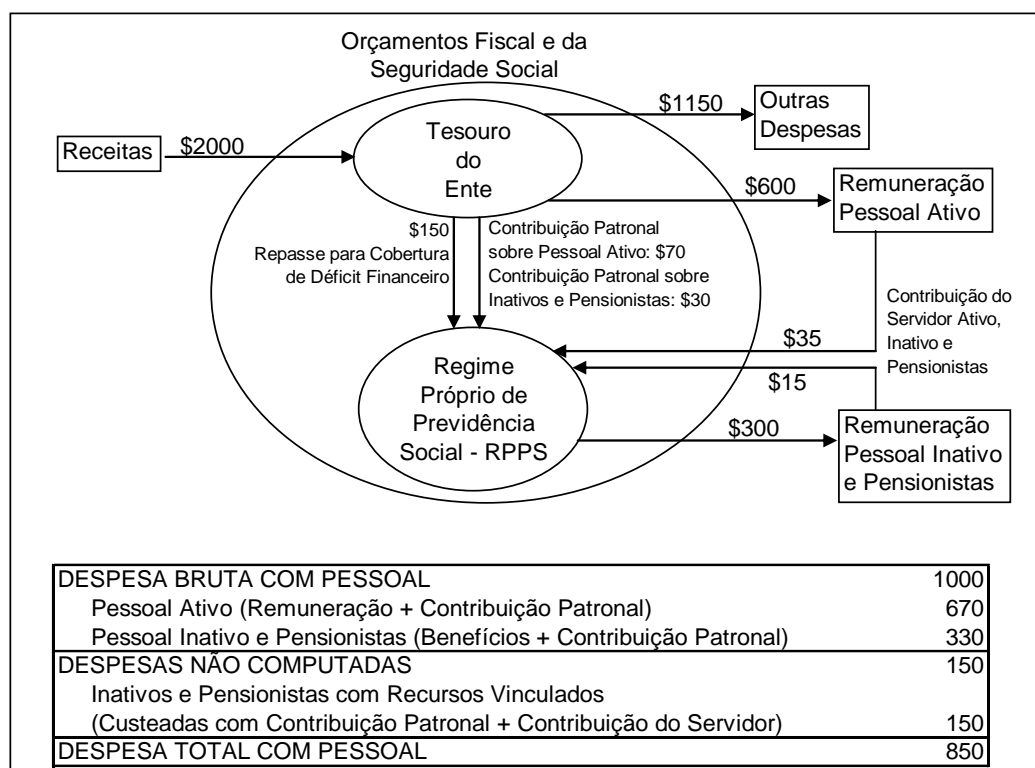 Orçamentos Fiscal e da
Seguridade Social
Receitas
$2000
Tesouro
do
Ente
$1150
Outras
Despesas
$600
Remuneração
Pessoal Ativo
$150
Repasse para Cobertura
de Déficit Financeiro
Contribuição Patronal
sobre Pessoal Ativo: $70
Contribuição Patronal sobre
Inativos e Pensionistas: $30
Contribuição do
Servidor Ativo,
Inativo e
Pensionistas
$35
$15
Regime
Próprio de
Previdência
Social - RPPS
$300
Remuneração
Pessoal Inativo
e Pensionistas
DESPESA BRUTA COM PESSOAL 1000
Pessoal Ativo (Remuneração + Contribuição Patronal) 670
Pessoal Inativo e Pensionistas (Benefícios + Contribuição Patronal) 330
DESPESAS NÃO COMPUTADAS 150
Inativos e Pensionistas com Recursos Vinculados
(Custeadas com Contribuição Patronal + Contribuição do Servidor) 150
DESPESA TOTAL COM PESSOAL 850